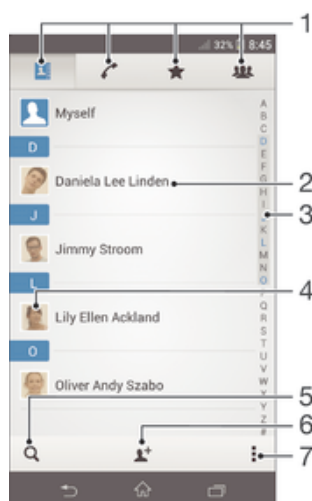 1
32% 8:45
Myself
D
Daniela Lee Linden
2
J
Jimmy Stroom
3
L
4
Lily Ellen Ackland
O
Oliver Andy Szabo
5
6
7
A
B
C
D
E
F
G
H
I
K
L
M
N
O
Q
R
S
T
U
V
W
X
Y
Z
#